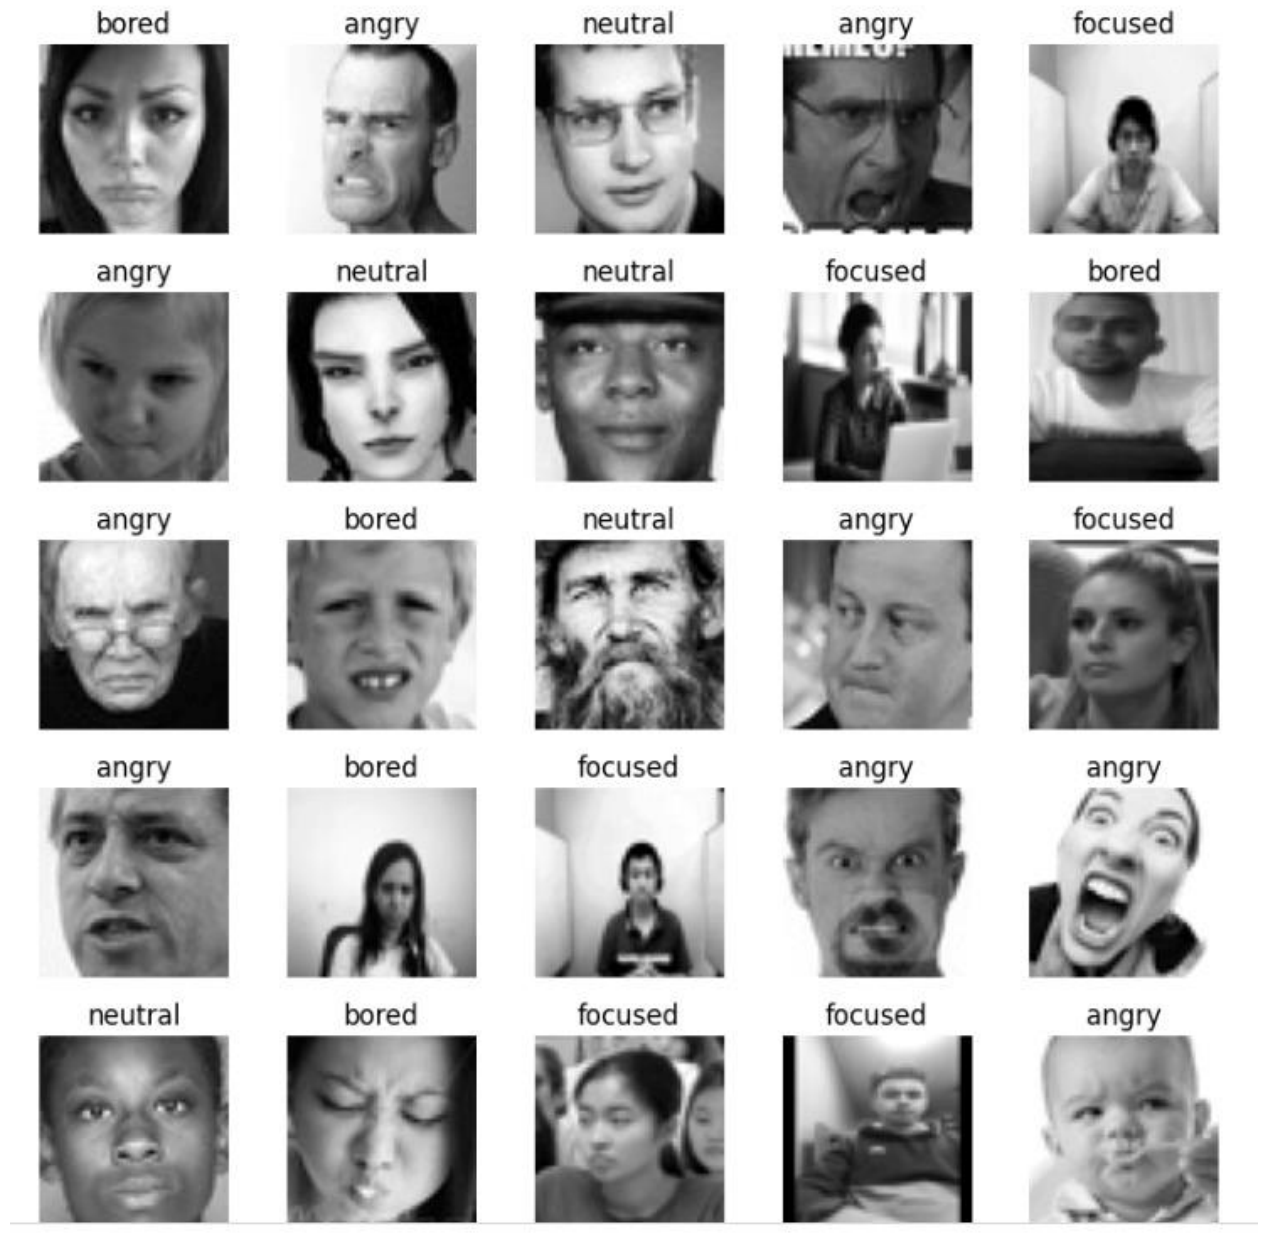 bored angry neutral angry focused
angry neutral neutral focused bored
angry bored neutral angry focused
angry bored focused angry angry
neutral bored focused focused angry